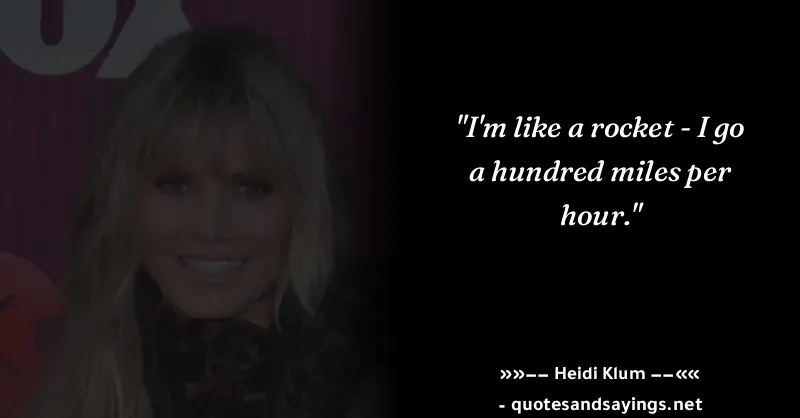 "I'm like a rocket - I go
a hundred miles per
hour."
»»−− Heidi Klum −−««
- quotesandsayings.net